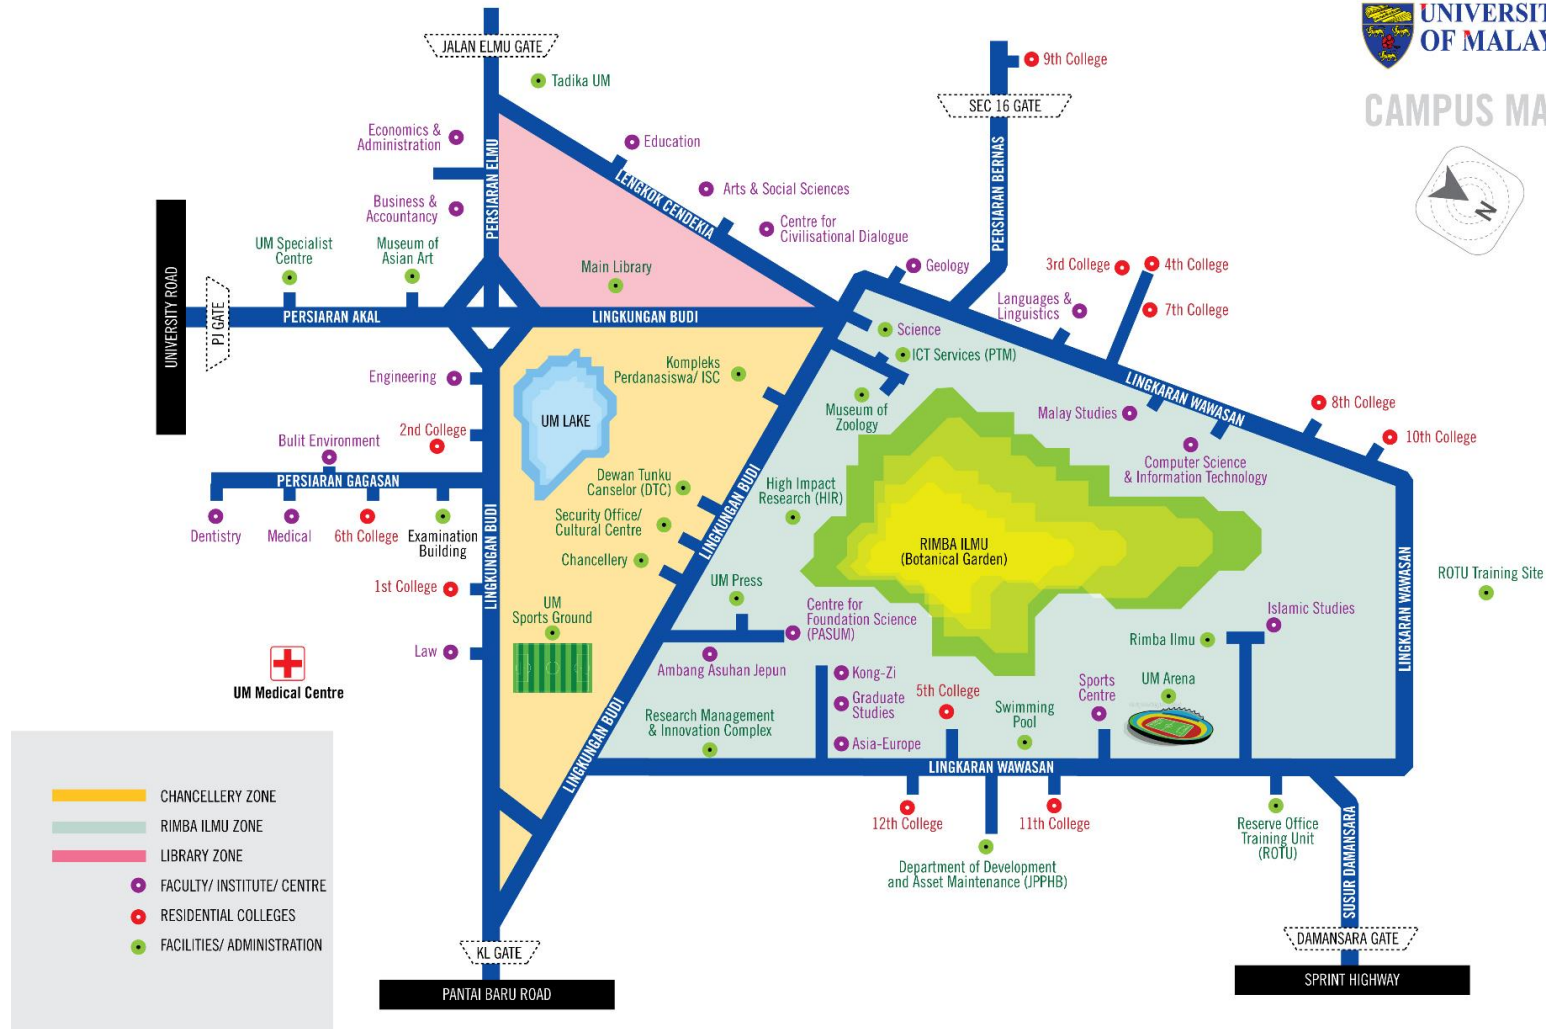 UNIVERSIT
OF MALAY
CAMPUS MA
N
JALAN ELMU GATE
Tadika UM
9th College
SEC 16 GATE
Economics &
Administration
PERSIARAN ELMU
Education
LENGKOK CENDEKIA
Arts & Social Sciences
PERSIARAN BERNAS
Business &
Accountancy
Centre for
Civilisational Dialogue
UM Specialist
Centre
Museum of
Asian Art
Main Library
Geology
3rd College
4th College
Languages &
Linguistics
7th College
UNIVERSITY ROAD
PJ GATE
PERSIARAN AKAL
LINGKUNGAN BUDI
Science
ICT Services (PTM)
Kompleks
Perdanasiswa/ ISC
Engineering
LINGKARAN WAWASAN
Museum of
Zoology
Malay Studies
8th College
UM LAKE
2nd College
10th College
Bulit Environment
Computer Science
& Information Technology
PERSIARAN GAGASAN
Dewan Tunku
Canselor (DTC)
High Impact
Research (HIR)
LINGKUNGAN BUDI
Security Office/
Cultural Centre
Dentistry
Medical
6th College
Examination
Building
LINGKUNGAN BUDI
Chancellery
RIMBA ILMU
(Botanical Garden)
1st College
UM Press
ROTU Training Site
LINGKARAN WAWASAN
UM
Sports Ground
Centre for
Foundation Science
(PASUM)
Islamic Studies
Rimba Ilmu
Law
Ambang Asuhan Jepun
Kong-Zi
UM Medical Centre
Graduate
Studies
5th College
Sports
Centre
UM Arena
Swimming
Pool
Research Management
& Innovation Complex
Asia-Europe
LINGKUNGAN BUDI
LINGKARAN WAWASAN
12th College
11th College
Reserve Office
Training Unit
(ROTU)
Department of Development
and Asset Maintenance (JPPHB)
SUSUR DAMANSARA
CHANCELLERY ZONE
RIMBA ILMU ZONE
LIBRARY ZONE
FACULTY/ INSTITUTE/ CENTRE
RESIDENTIAL COLLEGES
FACILITIES/ ADMINISTRATION
KL GATE
DAMANSARA GATE
PANTAI BARU ROAD
SPRINT HIGHWAY